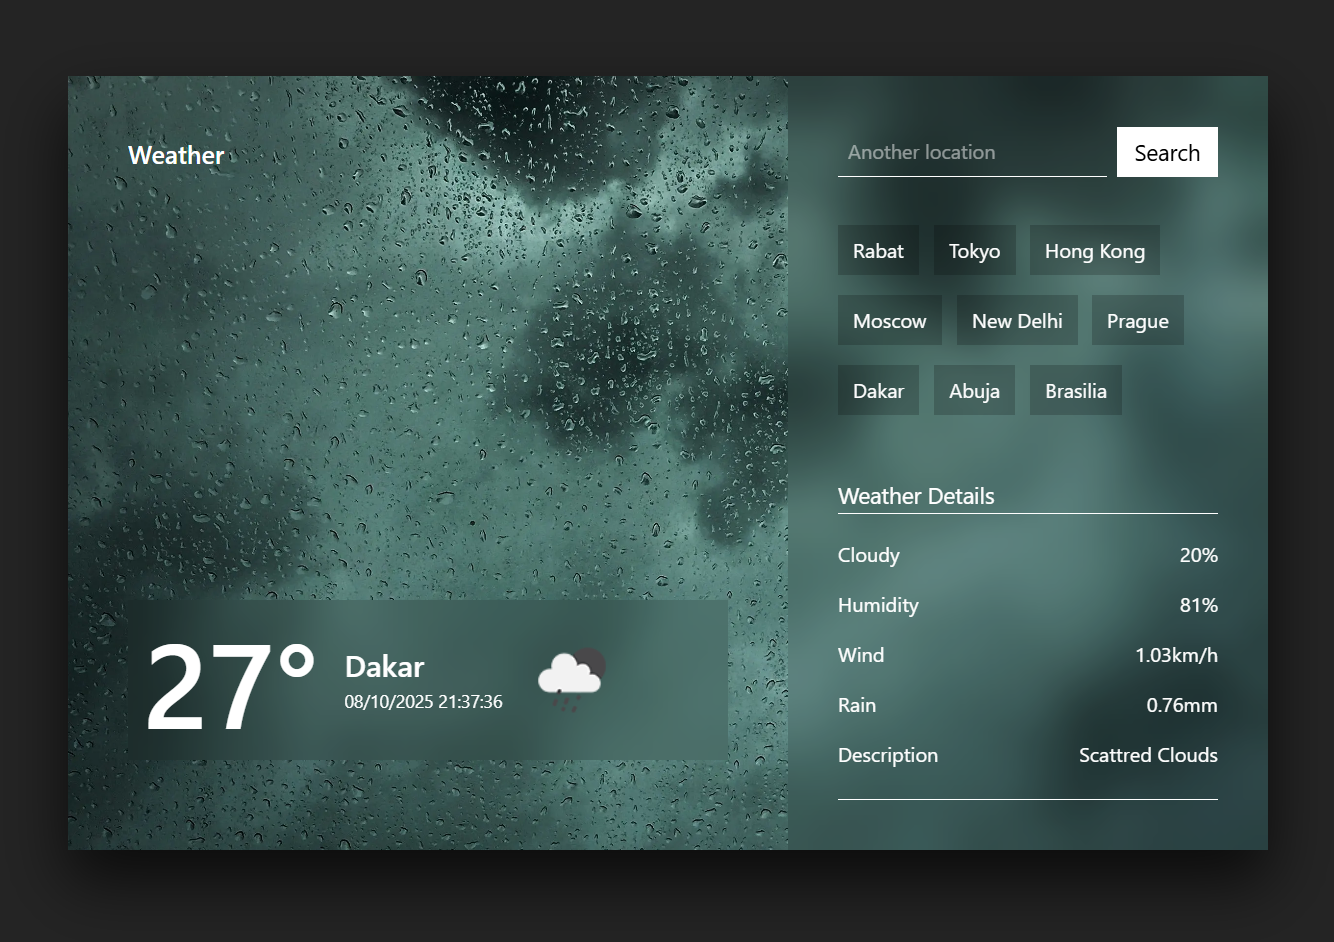 Weather
27°
Dakar
08/10/2025 21:37:36
Another location
Search
Rabat
Tokyo
Hong Kong
Moscow
New Delhi
Prague
Dakar
Abuja
Brasilia
Weather Details
Cloudy 20%
Humidity 81%
Wind 1.03km/h
Rain 0.76mm
Description Scattred Clouds